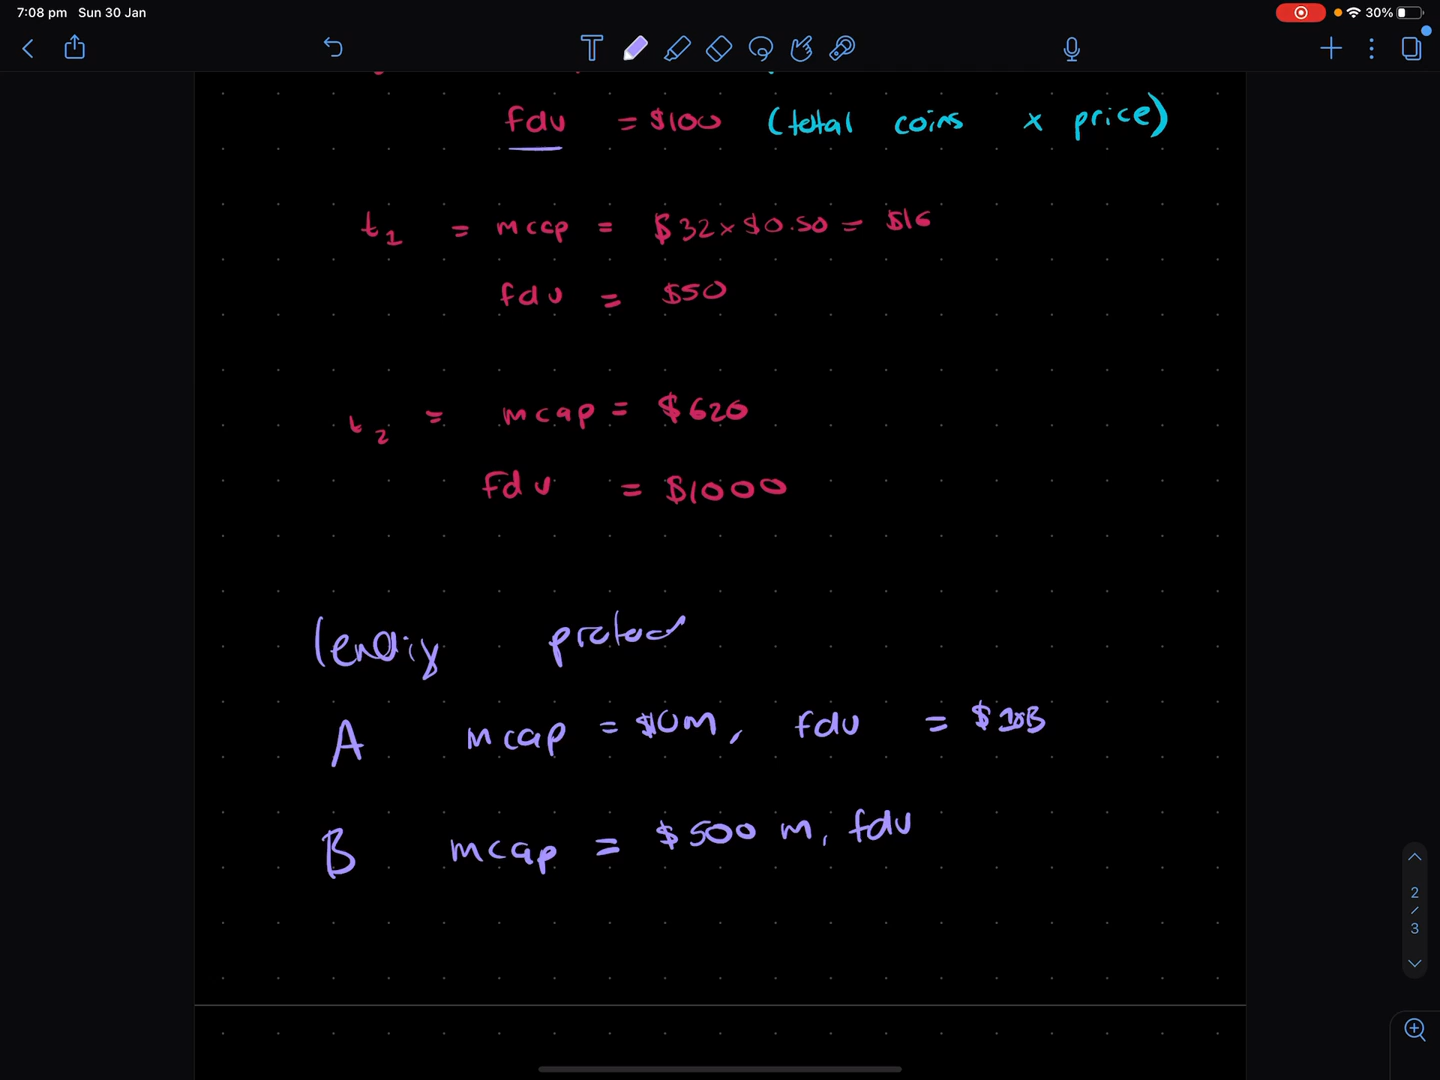 7:08 pm Sun 30 Jan 30%
T
fdv = $100 (total coins x price)
t1 = mcap = $32 x $0.50 = $16
fdv = $50
t2 = mcap = $620
fdv = $1000
lending protocol
A mcap = $10m, fdv =
B mcap = $500 m, fdv
2
/
3